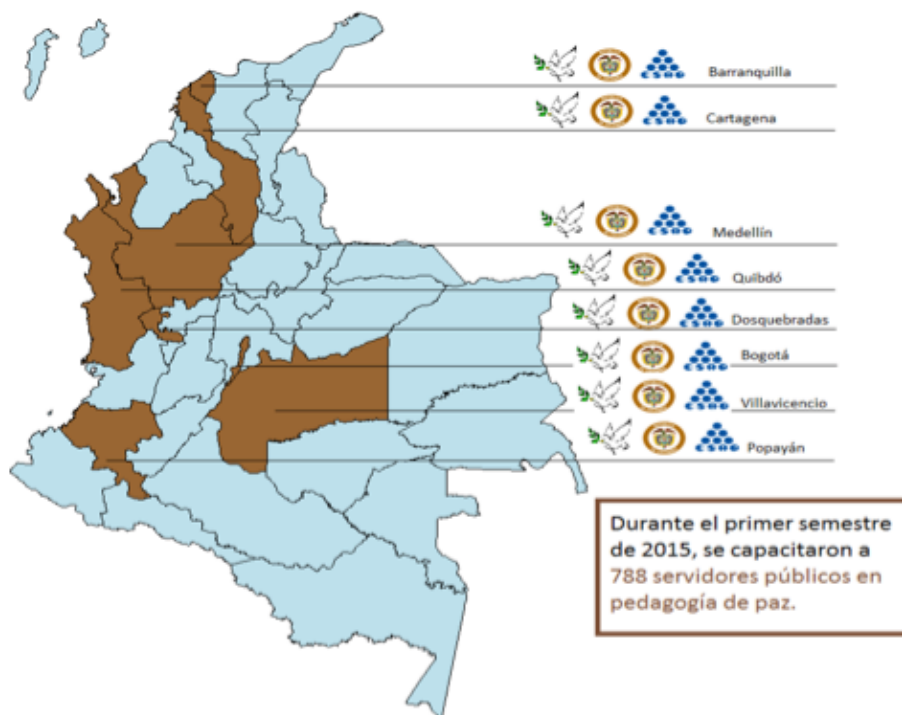 Barranquilla
Cartagena
Medellín
Quibdó
Dosquebradas
Bogotá
Villavicencio
Popayán
Durante el primer semestre
de 2015, se capacitaron a
788 servidores públicos en
pedagogía de paz.